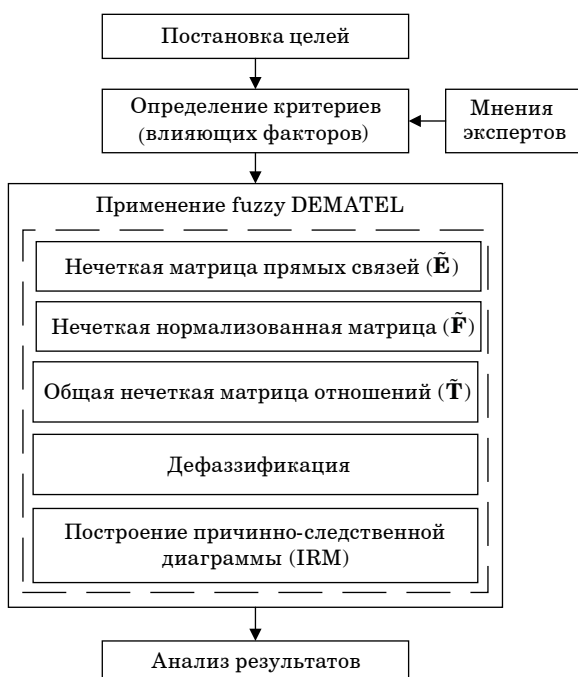 Постановка целей
Определение критериев
(влияющих факторов)
Мнения
экспертов
Применение fuzzy DEMATEL
Нечеткая матрица прямых связей (Ẽ)
Нечеткая нормализованная матрица (F̃)
Общая нечеткая матрица отношений (T̃)
Дефаззификация
Построение причинно-следственной
диаграммы (IRM)
Анализ результатов